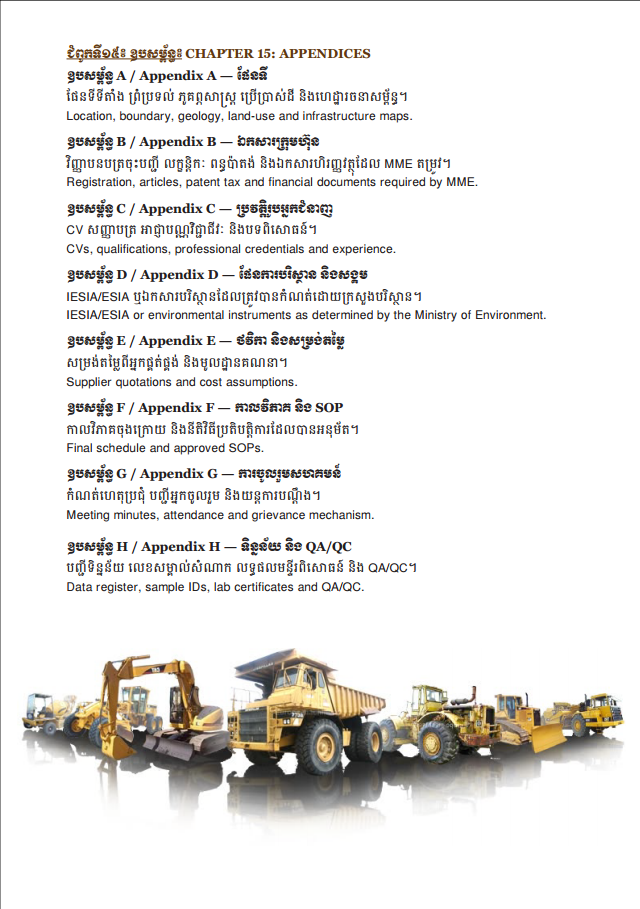 ជំពូកទី១៥៖ ឧបសម្ព័ន្ធ៖ CHAPTER 15: APPENDICES
ឧបសម្ព័ន្ធ A / Appendix A — ផែនទី
ផែនទីទីតាំង ព្រំប្រទល់ ភូគព្ភសាស្ត្រ ប្រើប្រាស់ដី និងហេដ្ឋារចនាសម្ព័ន្ធ។
Location, boundary, geology, land-use and infrastructure maps.
ឧបសម្ព័ន្ធ B / Appendix B — ឯកសារក្រុមហ៊ុន
វិញ្ញាបនបត្រចុះបញ្ជី លក្ខន្តិកៈ ពន្ធប៉ាតង់ និងឯកសារហិរញ្ញវត្ថុដែល MME តម្រូវ។
Registration, articles, patent tax and financial documents required by MME.
ឧបសម្ព័ន្ធ C / Appendix C — ប្រវត្តិរូបអ្នកជំនាញ
CV សញ្ញាបត្រ អាជ្ញាបណ្ណវិជ្ជាជីវៈ និងបទពិសោធន៍។
CVs, qualifications, professional credentials and experience.
ឧបសម្ព័ន្ធ D / Appendix D — ផែនការបរិស្ថាន និងសង្គម
IESIA/ESIA ឬឯកសារបរិស្ថានដែលត្រូវបានកំណត់ដោយក្រសួងបរិស្ថាន។
IESIA/ESIA or environmental instruments as determined by the Ministry of Environment.
ឧបសម្ព័ន្ធ E / Appendix E — ថវិកា និងសម្រង់តម្លៃ
សម្រង់តម្លៃពីអ្នកផ្គត់ផ្គង់ និងមូលដ្ឋានគណនា។
Supplier quotations and cost assumptions.
ឧបសម្ព័ន្ធ F / Appendix F — កាលវិភាគ និង SOP
កាលវិភាគចុងក្រោយ និងនីតិវិធីប្រតិបត្តិការដែលបានអនុម័ត។
Final schedule and approved SOPs.
ឧបសម្ព័ន្ធ G / Appendix G — ការចូលរួមសហគមន៍
កំណត់ហេតុប្រជុំ បញ្ជីអ្នកចូលរួម និងយន្តការបណ្តឹង។
Meeting minutes, attendance and grievance mechanism.
ឧបសម្ព័ន្ធ H / Appendix H — ទិន្នន័យ និង QA/QC
បញ្ជីទិន្នន័យ លេខសម្គាល់សំណាក លទ្ធផលមន្ទីរពិសោធន៍ និង QA/QC។
Data register, sample IDs, lab certificates and QA/QC.